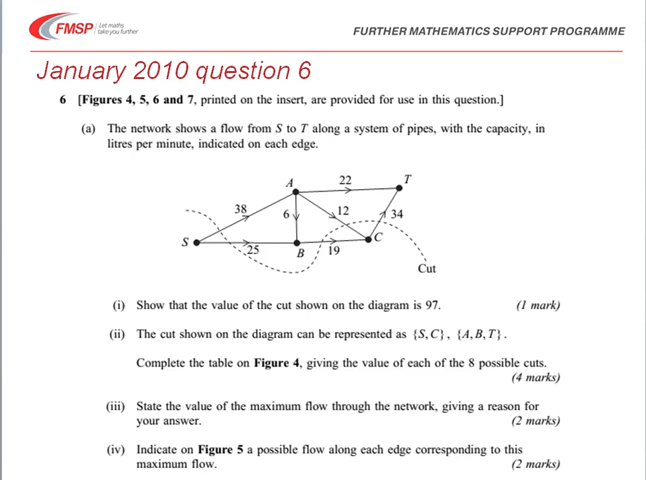 FMSP Let maths take you further
FURTHER MATHEMATICS SUPPORT PROGRAMME
January 2010 question 6
6 [Figures 4, 5, 6 and 7, printed on the insert, are provided for use in this question.]
(a) The network shows a flow from S to T along a system of pipes, with the capacity, in
litres per minute, indicated on each edge.
A
22
T
38
6
12
34
S
25
B
19
C
Cut
(i) Show that the value of the cut shown on the diagram is 97. (1 mark)
(ii) The cut shown on the diagram can be represented as {S, C}, {A, B, T}.
Complete the table on Figure 4, giving the value of each of the 8 possible cuts.
(4 marks)
(iii) State the value of the maximum flow through the network, giving a reason for
your answer. (2 marks)
(iv) Indicate on Figure 5 a possible flow along each edge corresponding to this
maximum flow. (2 marks)